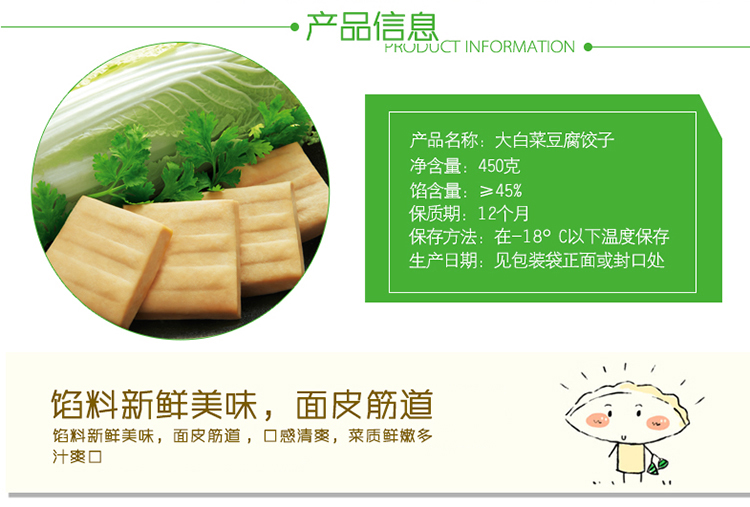 产品信息
PRODUCT INFORMATION
产品名称：大白菜豆腐饺子
净含量：450克
馅含量：≥45%
保质期：12个月
保存方法：在-18°C以下温度保存
生产日期：见包装袋正面或封口处
馅料新鲜美味，面皮筋道
馅料新鲜美味，面皮筋道，口感清爽，菜质鲜嫩多
汁爽口